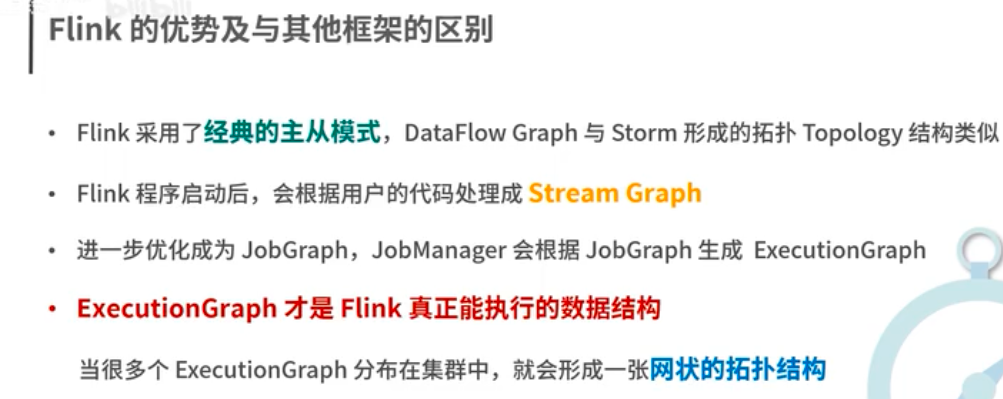 Flink 的优势及与其他框架的区别
• Flink 采用了经典的主从模式，DataFlow Graph 与 Storm 形成的拓扑 Topology 结构类似
• Flink 程序启动后，会根据用户的代码处理成 Stream Graph
• 进一步优化成为 JobGraph，JobManager 会根据 JobGraph 生成 ExecutionGraph
• ExecutionGraph 才是 Flink 真正能执行的数据结构
当很多个 ExecutionGraph 分布在集群中，就会形成一张网状的拓扑结构